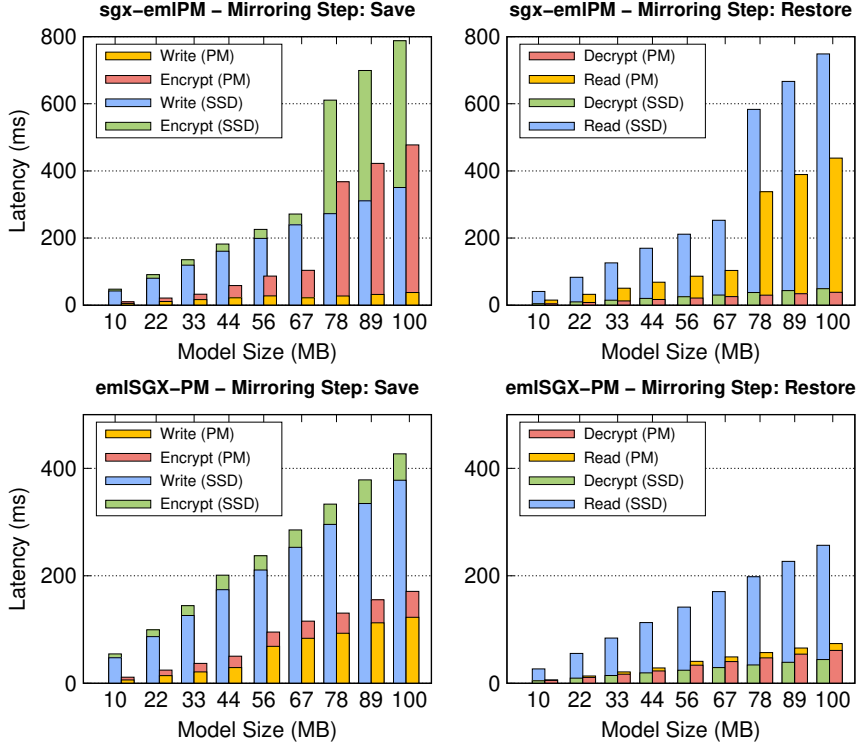 sgx-emlPM – Mirroring Step: Save
800
600
400
200
0
Latency (ms)
Write (PM)
Encrypt (PM)
Write (SSD)
Encrypt (SSD)
10 22 33 44 56 67 78 89 100
Model Size (MB)
sgx-emlPM – Mirroring Step: Restore
800
600
400
200
0
Decrypt (PM)
Read (PM)
Decrypt (SSD)
Read (SSD)
10 22 33 44 56 67 78 89 100
Model Size (MB)
emlSGX-PM – Mirroring Step: Save
400
200
0
Latency (ms)
Write (PM)
Encrypt (PM)
Write (SSD)
Encrypt (SSD)
10 22 33 44 56 67 78 89 100
Model Size (MB)
emlSGX-PM – Mirroring Step: Restore
400
200
0
Decrypt (PM)
Read (PM)
Decrypt (SSD)
Read (SSD)
10 22 33 44 56 67 78 89 100
Model Size (MB)